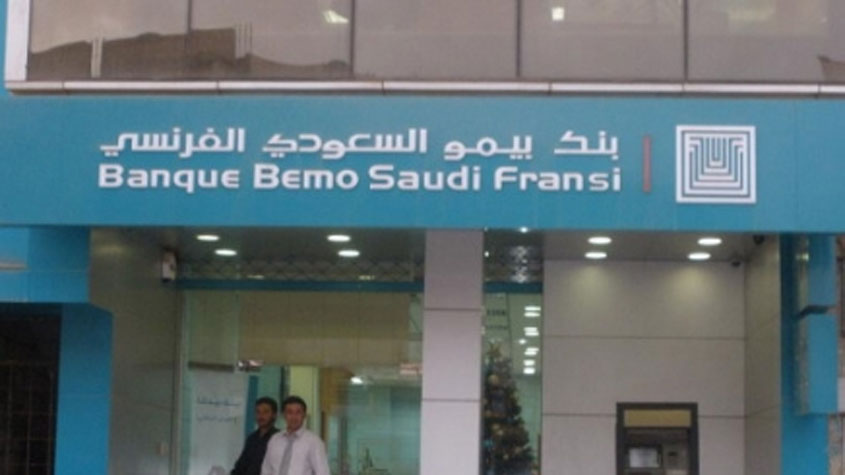 بنك بيمو السعودي الفرنسي
Banque Bemo Saudi Fransi